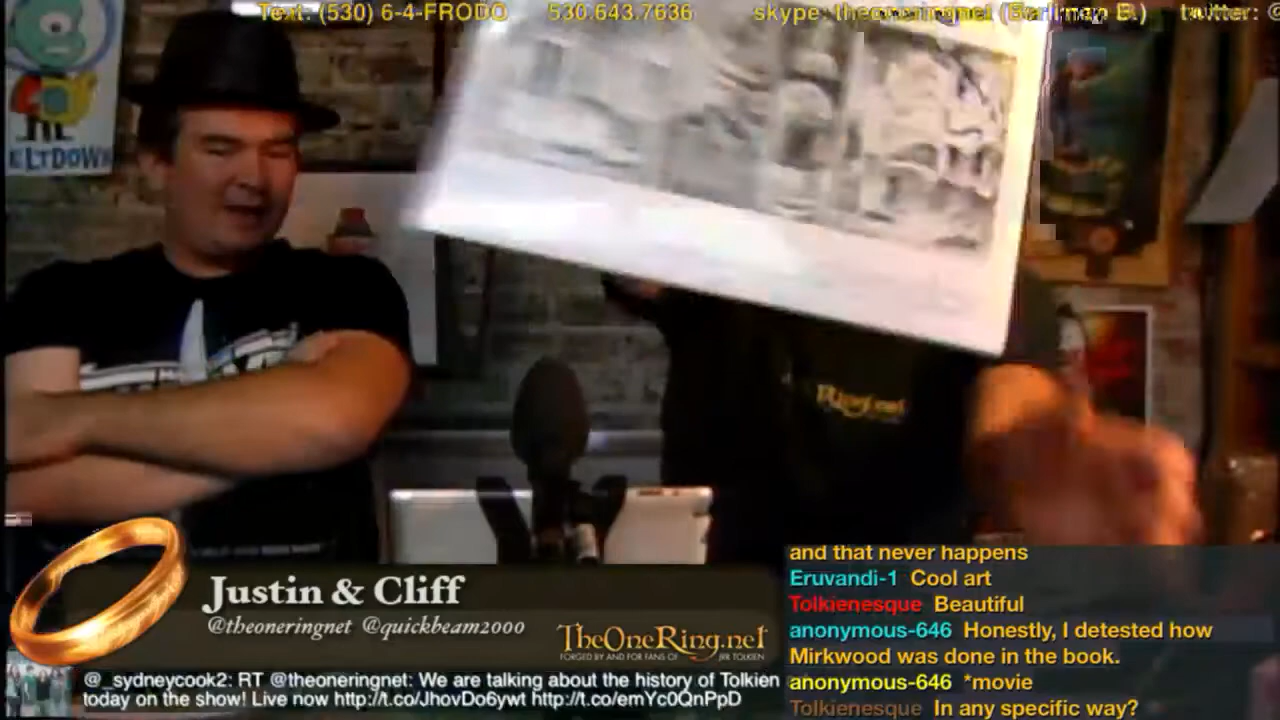 Text: (530) 6-4-FRODO 530.643.7636 skype: theoneringnet (Barliman B.) twitter: @
ELTDOWN
Ring.net
Justin & Cliff
@theoneringnet @quickbeam2000
TheOneRing.net
FORGED BY AND FOR FANS OF JRR TOLKIEN
@_sydneycook2: RT @theoneringnet: We are talking about the history of Tolkien
today on the show! Live now http://t.co/JhovDo6ywt http://t.co/emYc0QnPpD
and that never happens
Eruvandi-1 Cool art
Tolkienesque Beautiful
anonymous-646 Honestly, I detested how
Mirkwood was done in the book.
anonymous-646 *movie
Tolkienesque In any specific way?